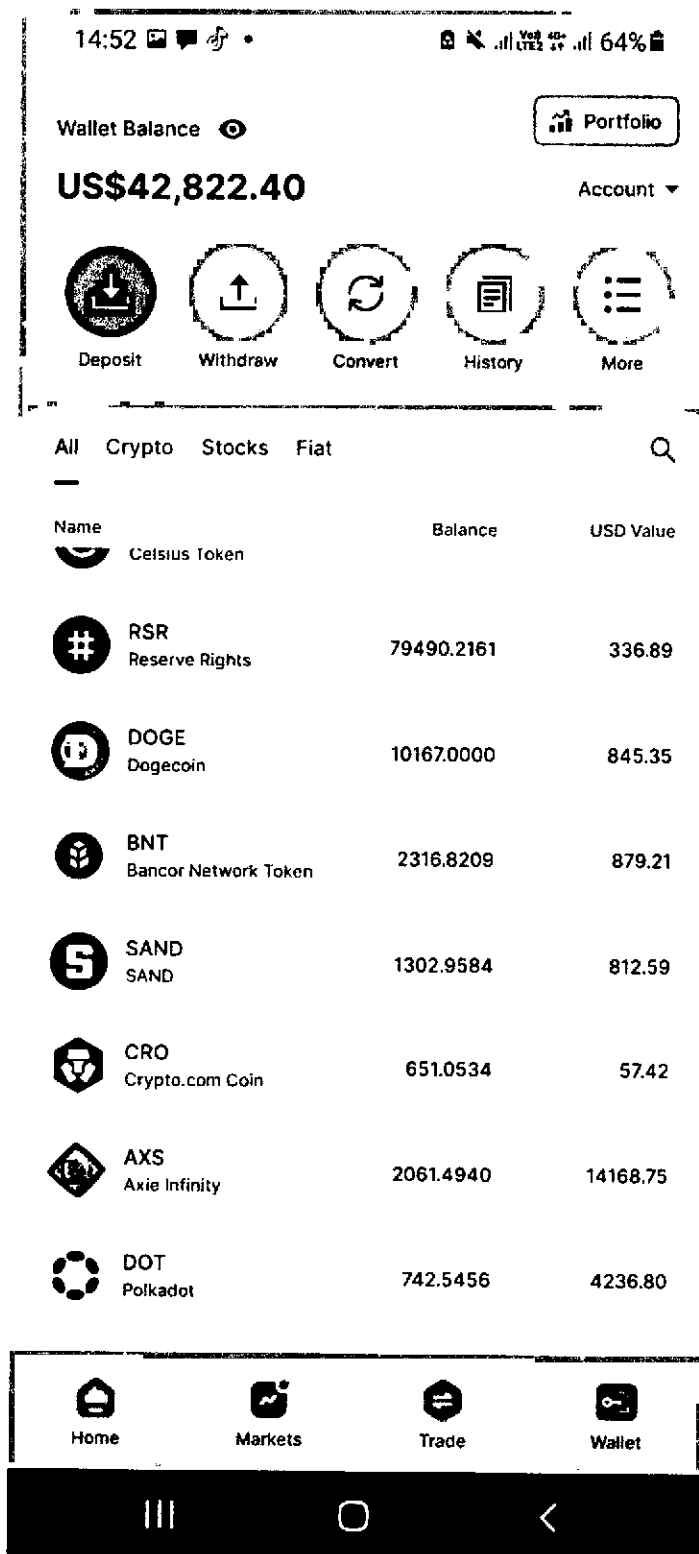 14:52 64%
Wallet Balance Portfolio
US$42,822.40 Account
Deposit Withdraw Convert History More
All Crypto Stocks Fiat
Name Balance USD Value
Celsius Token
RSR
Reserve Rights 79490.2161 336.89
DOGE
Dogecoin 10167.0000 845.35
BNT
Bancor Network Token 2316.8209 879.21
SAND
SAND 1302.9584 812.59
CRO
Crypto.com Coin 651.0534 57.42
AXS
Axie Infinity 2061.4940 14168.75
DOT
Polkadot 742.5456 4236.80
Home Markets Trade Wallet